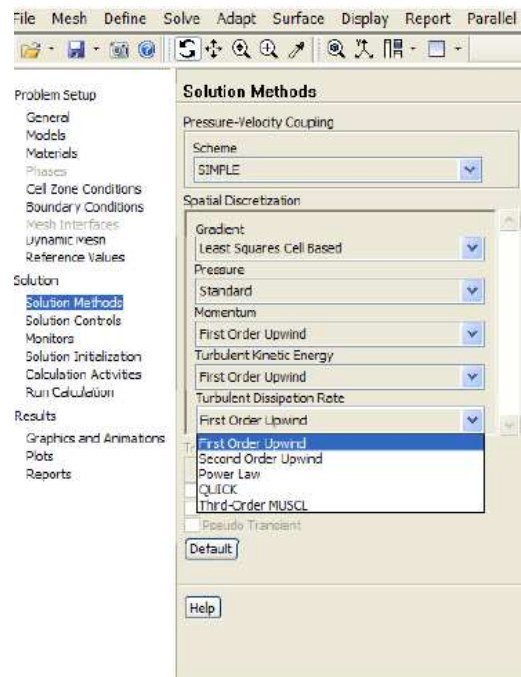 File Mesh Define Solve Adapt Surface Display Report Parallel
Problem Setup
General
Models
Materials
Phases
Cell Zone Conditions
Boundary Conditions
Mesh Interfaces
Dynamic Mesh
Reference Values
Solution
Solution Methods
Solution Controls
Monitors
Solution Initialization
Calculation Activities
Run Calculation
Results
Graphics and Animations
Plots
Reports
Solution Methods
Pressure-Velocity Coupling
Scheme
SIMPLE
Spatial Discretization
Gradient
Least Squares Cell Based
Pressure
Standard
Momentum
First Order Upwind
Turbulent Kinetic Energy
First Order Upwind
Turbulent Dissipation Rate
First Order Upwind
First Order Upwind
Second Order Upwind
Power Law
QUICK
Third-Order MUSCL
Pseudo Transient
Default
Help